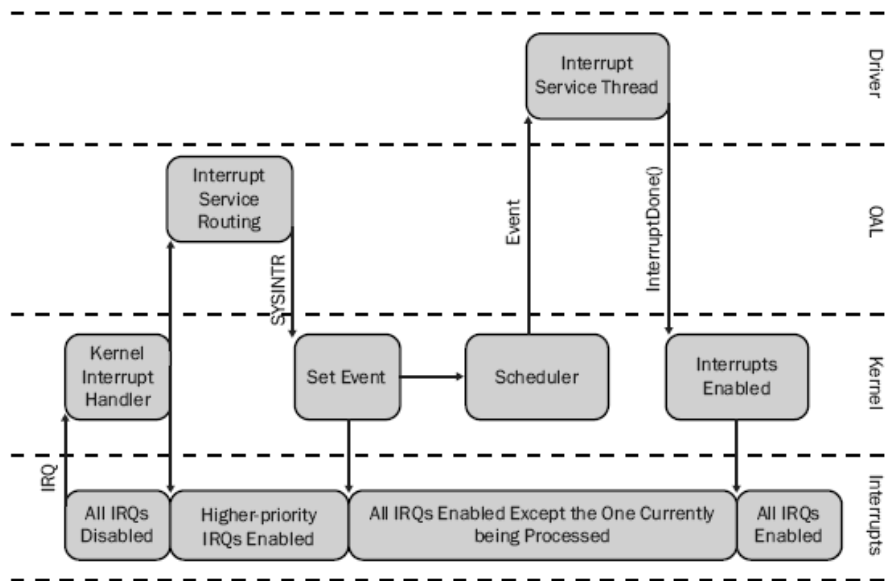 Interrupt
Service Thread
Driver
Interrupt
Service
Routing
SYSINTR
Event
InterruptDone()
OAL
Kernel
Interrupt
Handler
Set Event
Scheduler
Interrupts
Enabled
Kernel
IRQ
All IRQs
Disabled
Higher-priority
IRQs Enabled
All IRQs Enabled Except the One Currently
being Processed
All IRQs
Enabled
Interrupts